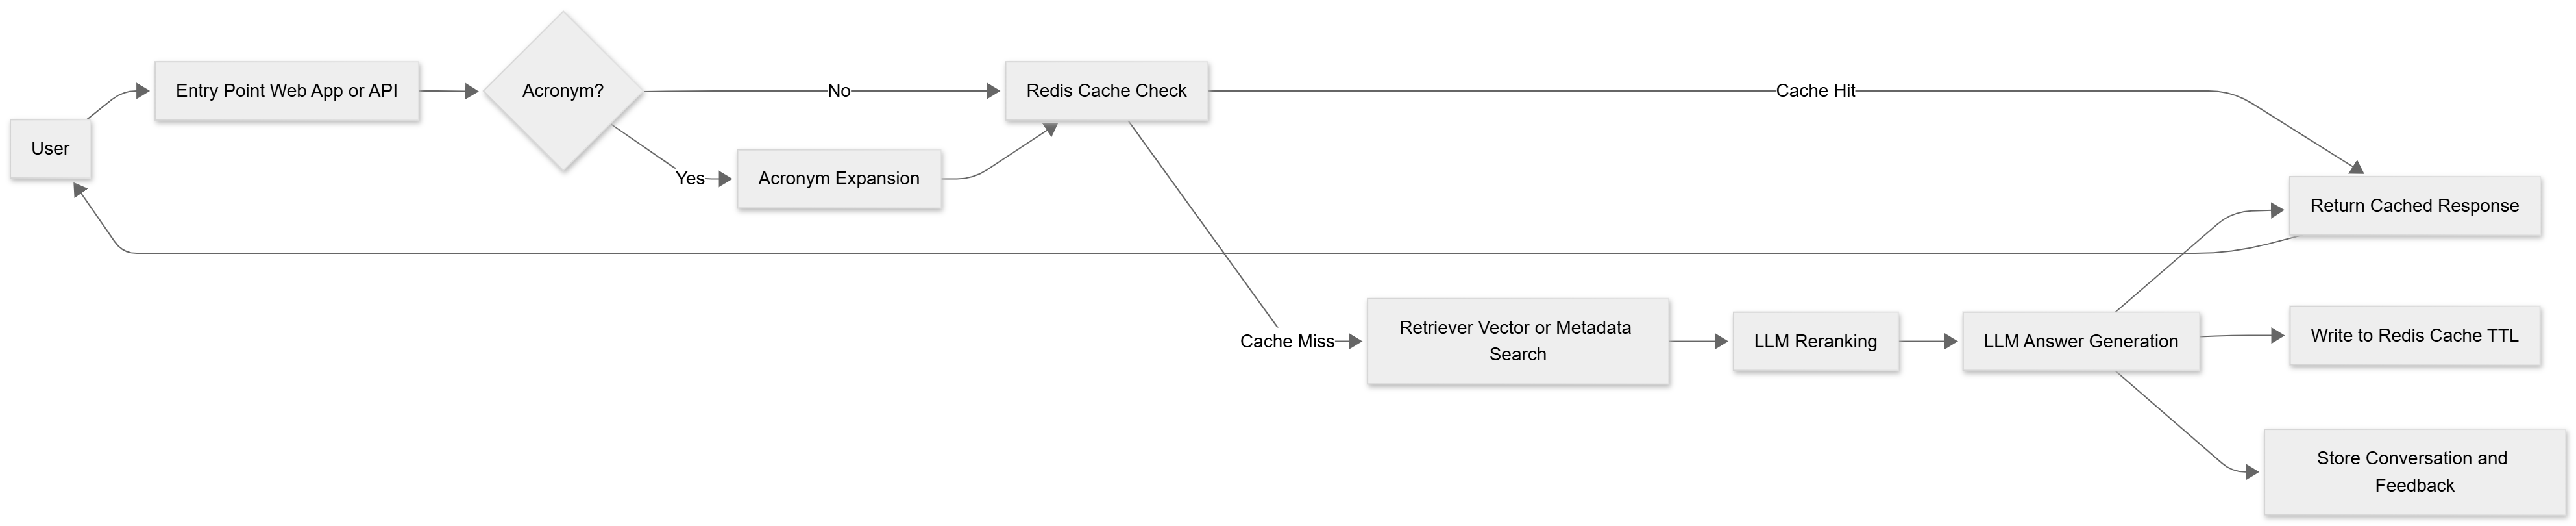 User
Entry Point Web App or API
Acronym?
No
Yes
Acronym Expansion
Redis Cache Check
Cache Hit
Cache Miss
Return Cached Response
Retriever Vector or Metadata
Search
LLM Reranking
LLM Answer Generation
Write to Redis Cache TTL
Store Conversation and
Feedback